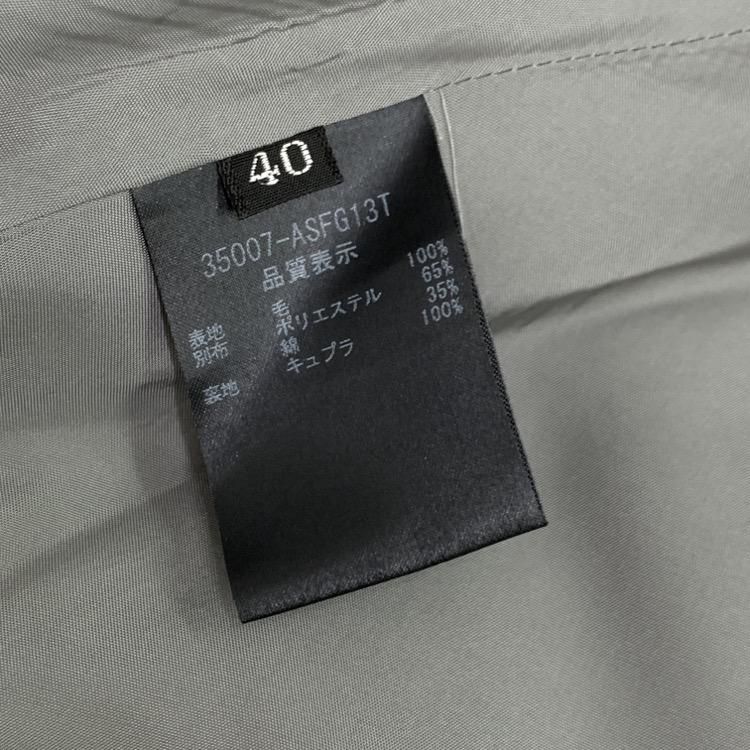 40
35007-ASFG13T
品質表示
表地 毛 100%
別布 ポリエステル 65%
綿 35%
裏地 キュプラ 100%